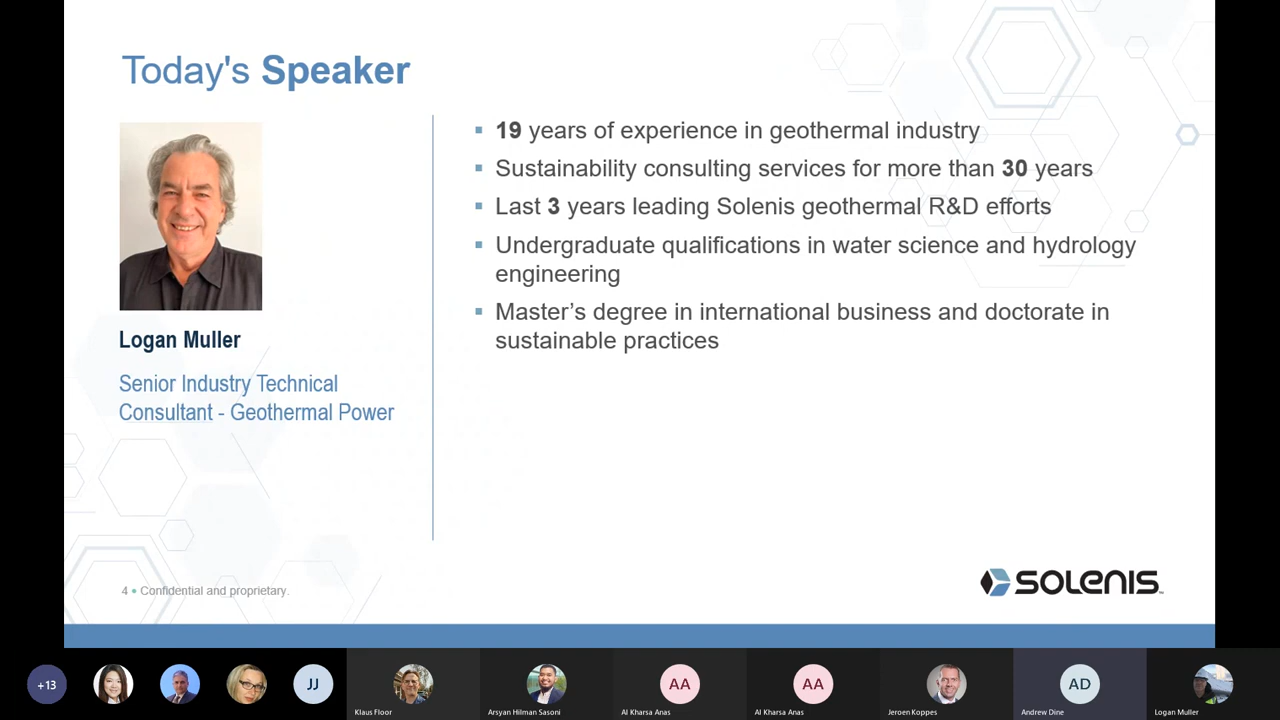 Today's Speaker
Logan Muller
Senior Industry Technical
Consultant - Geothermal Power
19 years of experience in geothermal industry
Sustainability consulting services for more than 30 years
Last 3 years leading Solenis geothermal R&D efforts
Undergraduate qualifications in water science and hydrology
engineering
Master's degree in international business and doctorate in
sustainable practices
4 • Confidential and proprietary.
SOLENIS
+13
JJ
Klaus Floor
Arsyan Hilman Sasoni
AA
Al Kharsa Anas
AA
Al Kharsa Anas
Jeroen Koppes
AD
Andrew Dine
Logan Muller